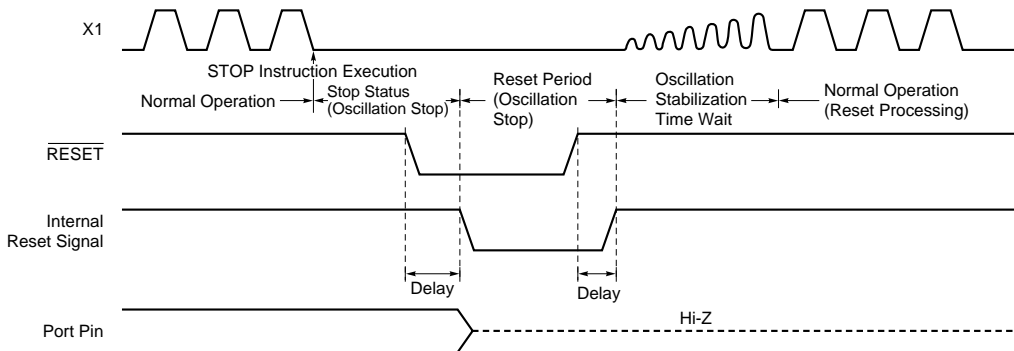 X1
STOP Instruction Execution
Normal Operation
Stop Status
(Oscillation Stop)
Reset Period
(Oscillation
Stop)
Oscillation
Stabilization
Time Wait
Normal Operation
(Reset Processing)
RESET
Internal
Reset Signal
Delay
Delay
Port Pin
Hi-Z